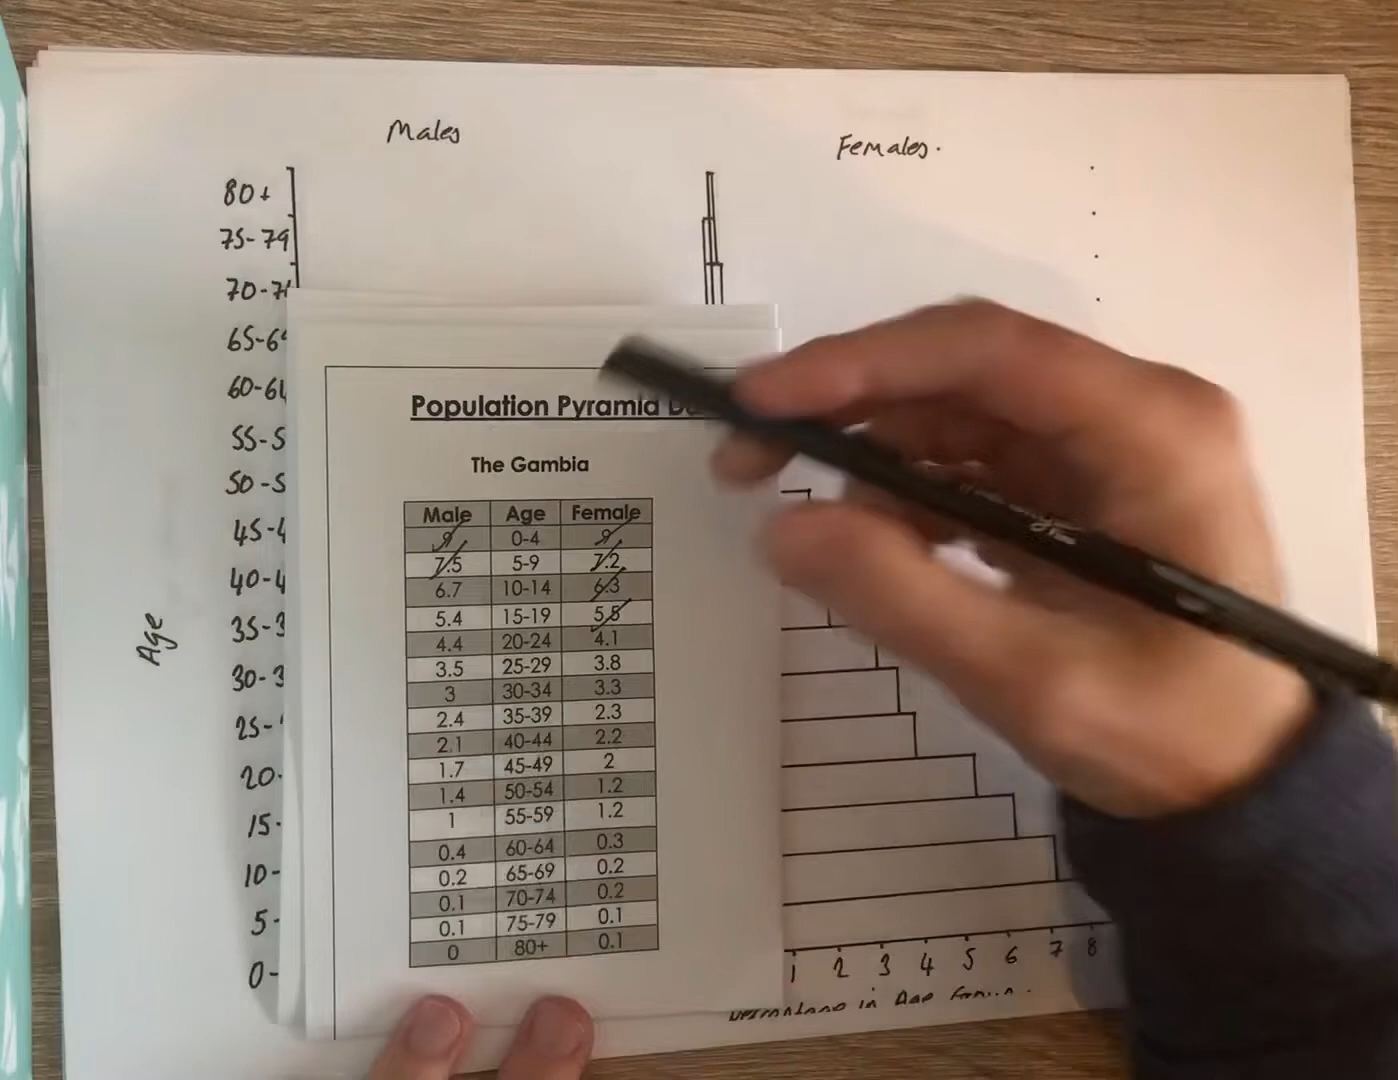 Males
Females.
80+
75-79
70-7
65-6
60-6
55-5
50-5
45-4
40-4
35-3
30-3
25-
20-
15-
10-
5-
0-
Age
Population Pyramid
The Gambia
Male Age Female
9 0-4 9
7.5 5-9 7.2
6.7 10-14 6.3
5.4 15-19 5.5
4.4 20-24 4.1
3.5 25-29 3.8
3 30-34 3.3
2.4 35-39 2.3
2.1 40-44 2.2
1.7 45-49 2
1.4 50-54 1.2
1 55-59 1.2
0.4 60-64 0.3
0.2 65-69 0.2
0.1 70-74 0.2
0.1 75-79 0.1
0 80+ 0.1
1 2 3 4 5 6 7 8
in Age